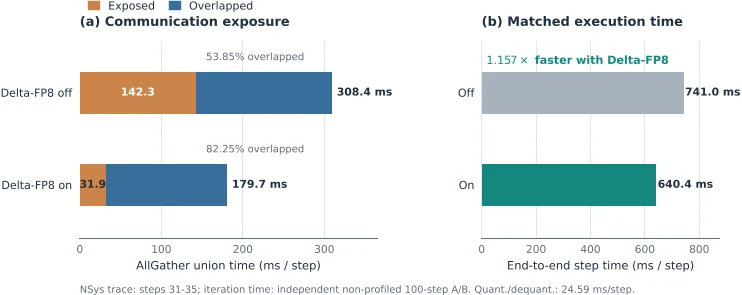 Exposed Overlapped
(a) Communication exposure
53.85% overlapped
Delta-FP8 off 142.3 308.4 ms
82.25% overlapped
Delta-FP8 on 31.9 179.7 ms
0 100 200 300
AllGather union time (ms / step)
(b) Matched execution time
1.157× faster with Delta-FP8
Off 741.0 ms
On 640.4 ms
0 200 400 600 800
End-to-end step time (ms / step)
NSys trace: steps 31-35; iteration time: independent non-profiled 100-step A/B. Quant./dequant.: 24.59 ms/step.